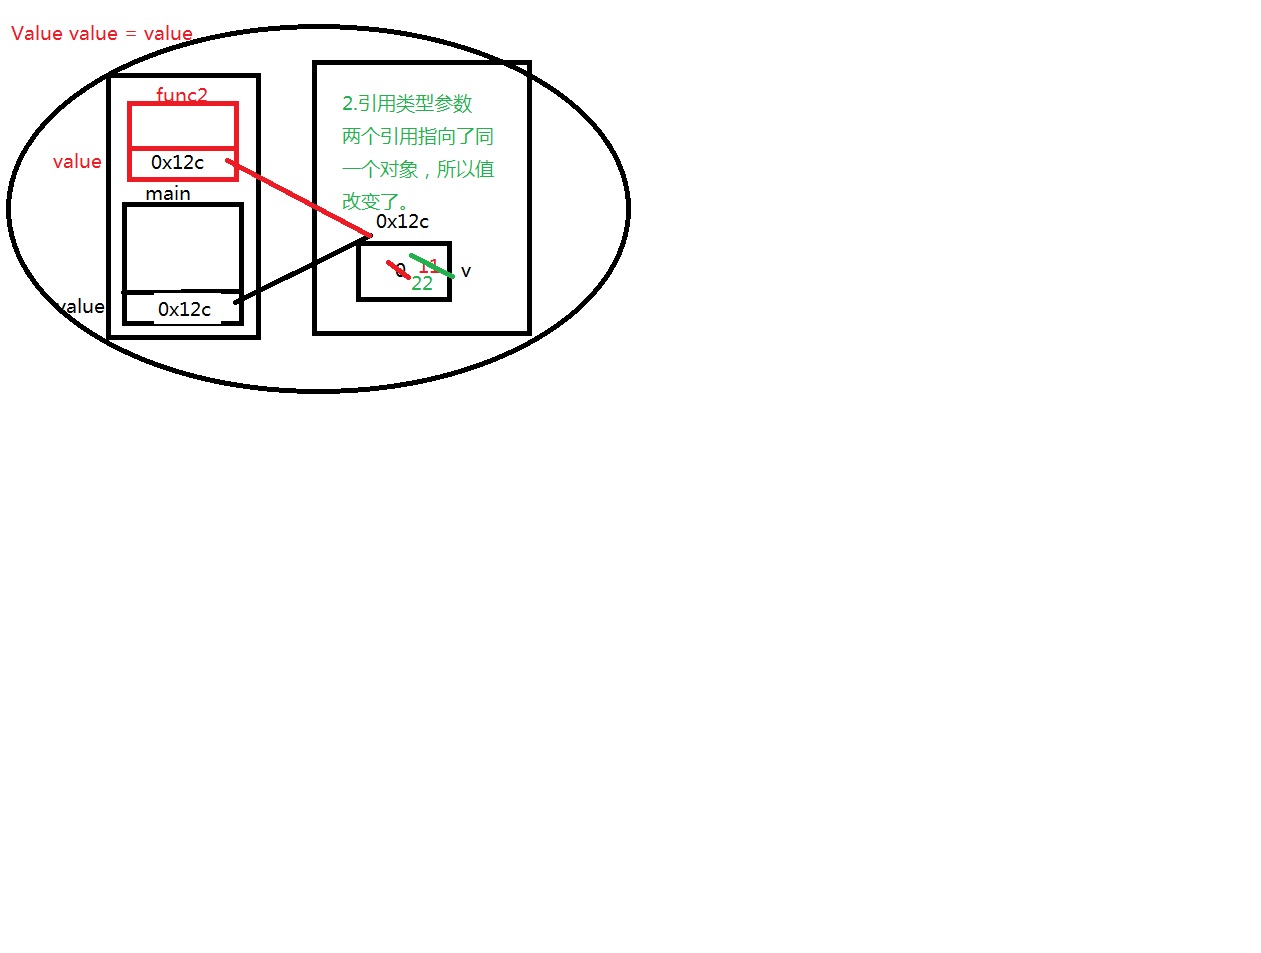 Value value = value
func2
value
0x12c
main
value
0x12c
2.引用类型参数
两个引用指向了同
一个对象，所以值
改变了。
0x12c
0 11 v
22